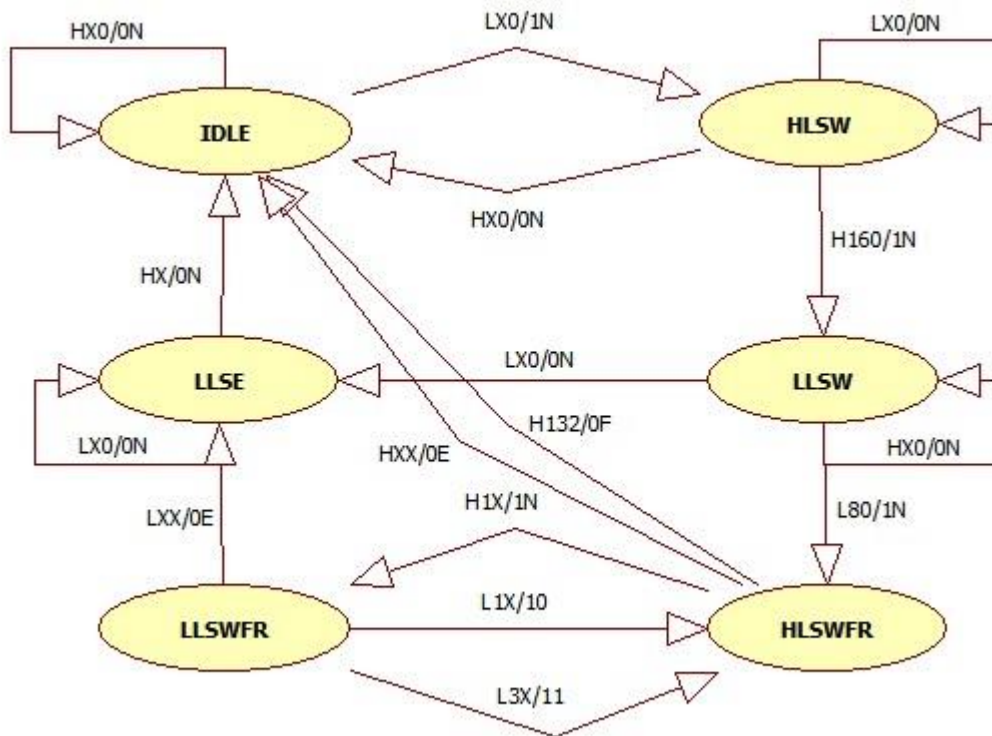 HX0/0N
LX0/1N
LX0/0N
IDLE
HLSW
HX0/0N
H160/1N
HX/0N
LLSE
LX0/0N
LLSW
LX0/0N
HXX/0E
H132/0F
HX0/0N
H1X/1N
L80/1N
LXX/0E
L1X/10
LLSWFR
HLSWFR
L3X/11